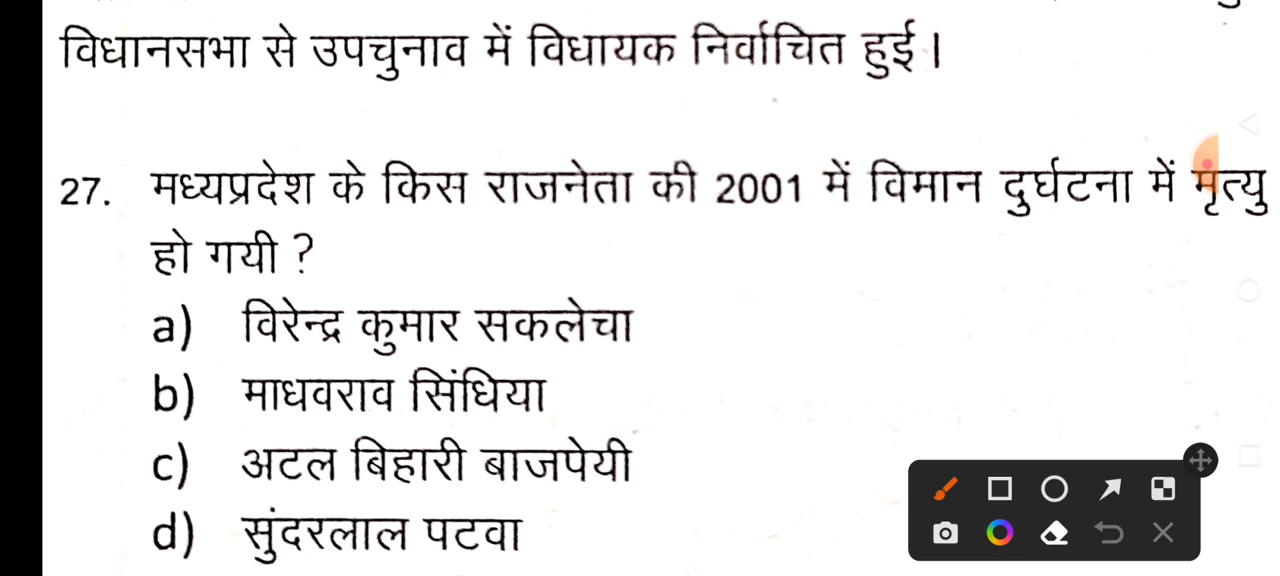 विधानसभा से उपचुनाव में विधायक निर्वाचित हुई।
27. मध्यप्रदेश के किस राजनेता की 2001 में विमान दुर्घटना में मृत्यु
हो गयी ?
a) विरेन्द्र कुमार सकलेचा
b) माधवराव सिंधिया
c) अटल बिहारी बाजपेयी
d) सुंदरलाल पटवा